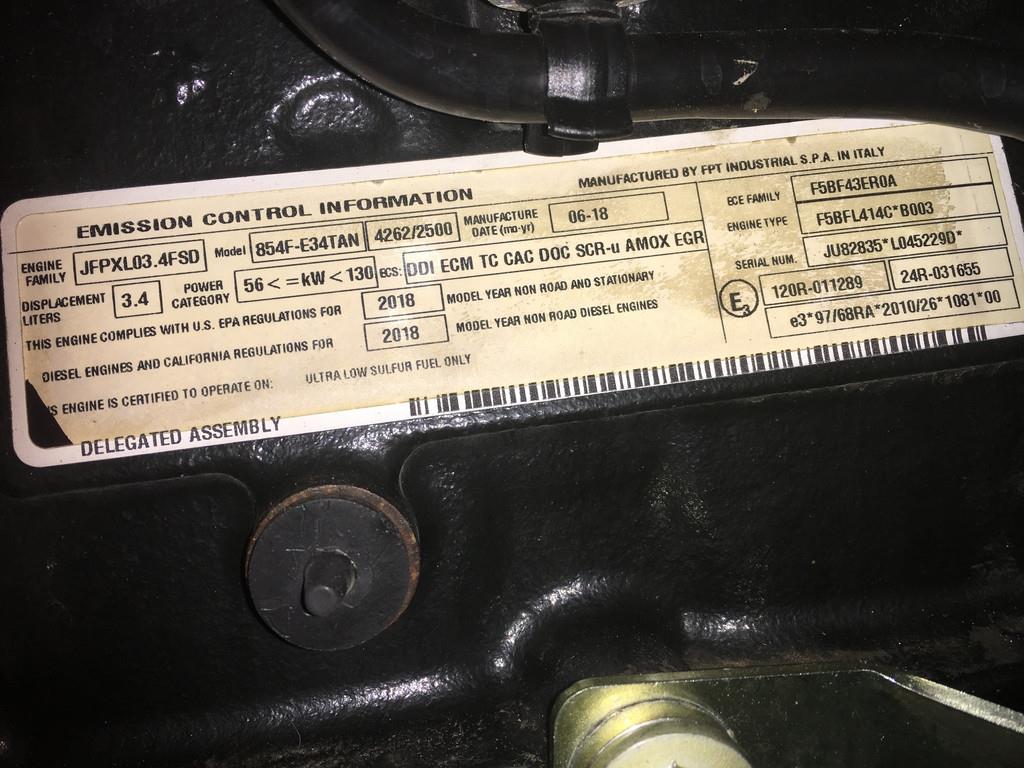 EMISSION CONTROL INFORMATION
MANUFACTURED BY FPT INDUSTRIAL S.P.A. IN ITALY
ENGINE FAMILY JFPXL03.4FSD Model 854F-E34TAN 4262/2500 MANUFACTURE DATE (mo-yr) 06-18
DISPLACEMENT LITERS 3.4 POWER CATEGORY 56 < = kW < 130 ECS: DDI ECM TC CAC DOC SCR-u AMOX EGR
THIS ENGINE COMPLIES WITH U.S. EPA REGULATIONS FOR 2018 MODEL YEAR NON ROAD AND STATIONARY
DIESEL ENGINES AND CALIFORNIA REGULATIONS FOR 2018 MODEL YEAR NON ROAD DIESEL ENGINES
S ENGINE IS CERTIFIED TO OPERATE ON: ULTRA LOW SULFUR FUEL ONLY
DELEGATED ASSEMBLY
ECE FAMILY F5BF43ER0A
ENGINE TYPE F5BFL414C*B003
SERIAL NUM. JU82835*L045229D*
E3 120R-011289 24R-031655
e3*97/68RA*2010/26*1081*00